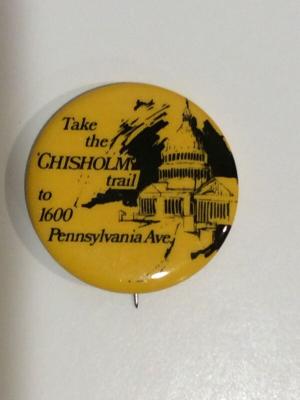 Take
the
'CHISHOLM'
trail
to
1600
Pennsylvania Ave.